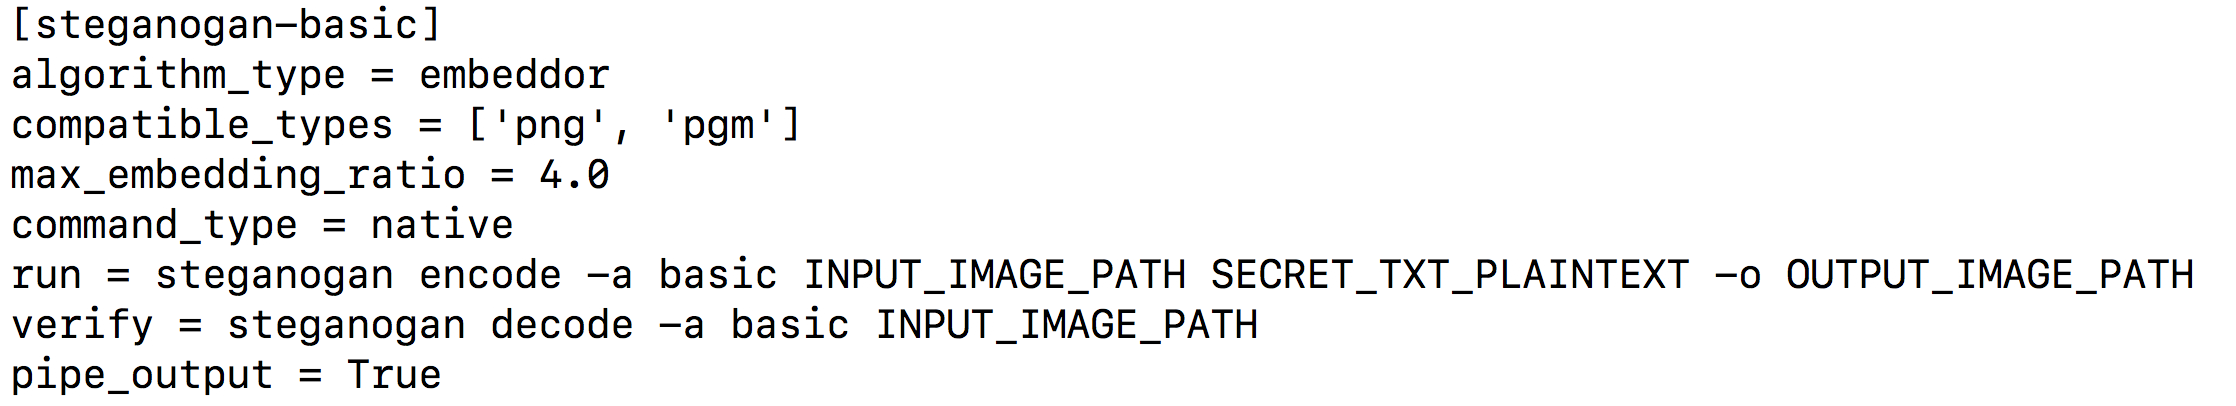 [steganogan-basic]
algorithm_type = embeddor
compatible_types = ['png', 'pgm']
max_embedding_ratio = 4.0
command_type = native
run = steganogan encode -a basic INPUT_IMAGE_PATH SECRET_TXT_PLAINTEXT -o OUTPUT_IMAGE_PATH
verify = steganogan decode -a basic INPUT_IMAGE_PATH
pipe_output = True